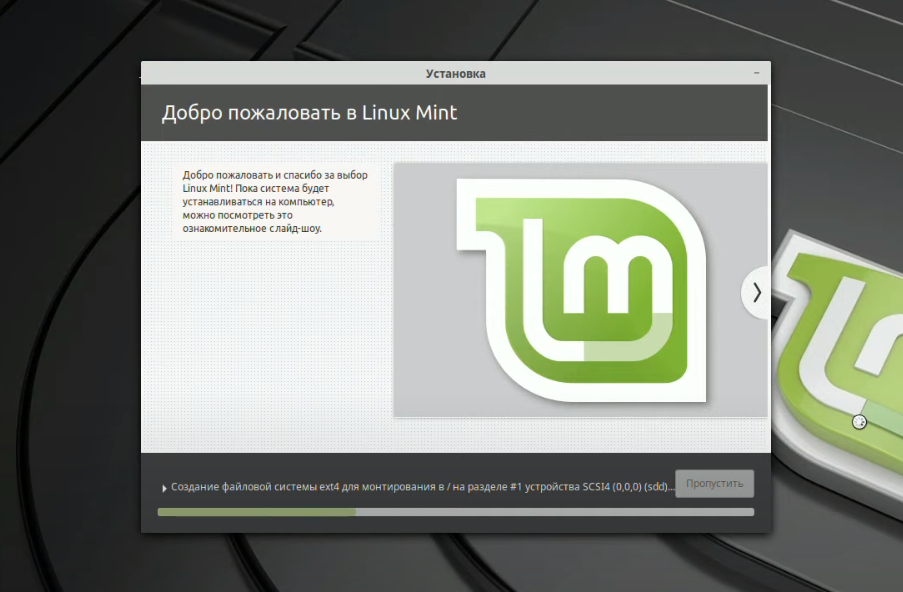 Установка
Добро пожаловать в Linux Mint
Добро пожаловать и спасибо за выбор
Linux Mint! Пока система будет
устанавливаться на компьютер,
можно посмотреть это
ознакомительное слайд-шоу.
Создание файловой системы ext4 для монтирования в / на разделе #1 устройства SCSI4 (0,0,0) (sdd)...
Пропустить